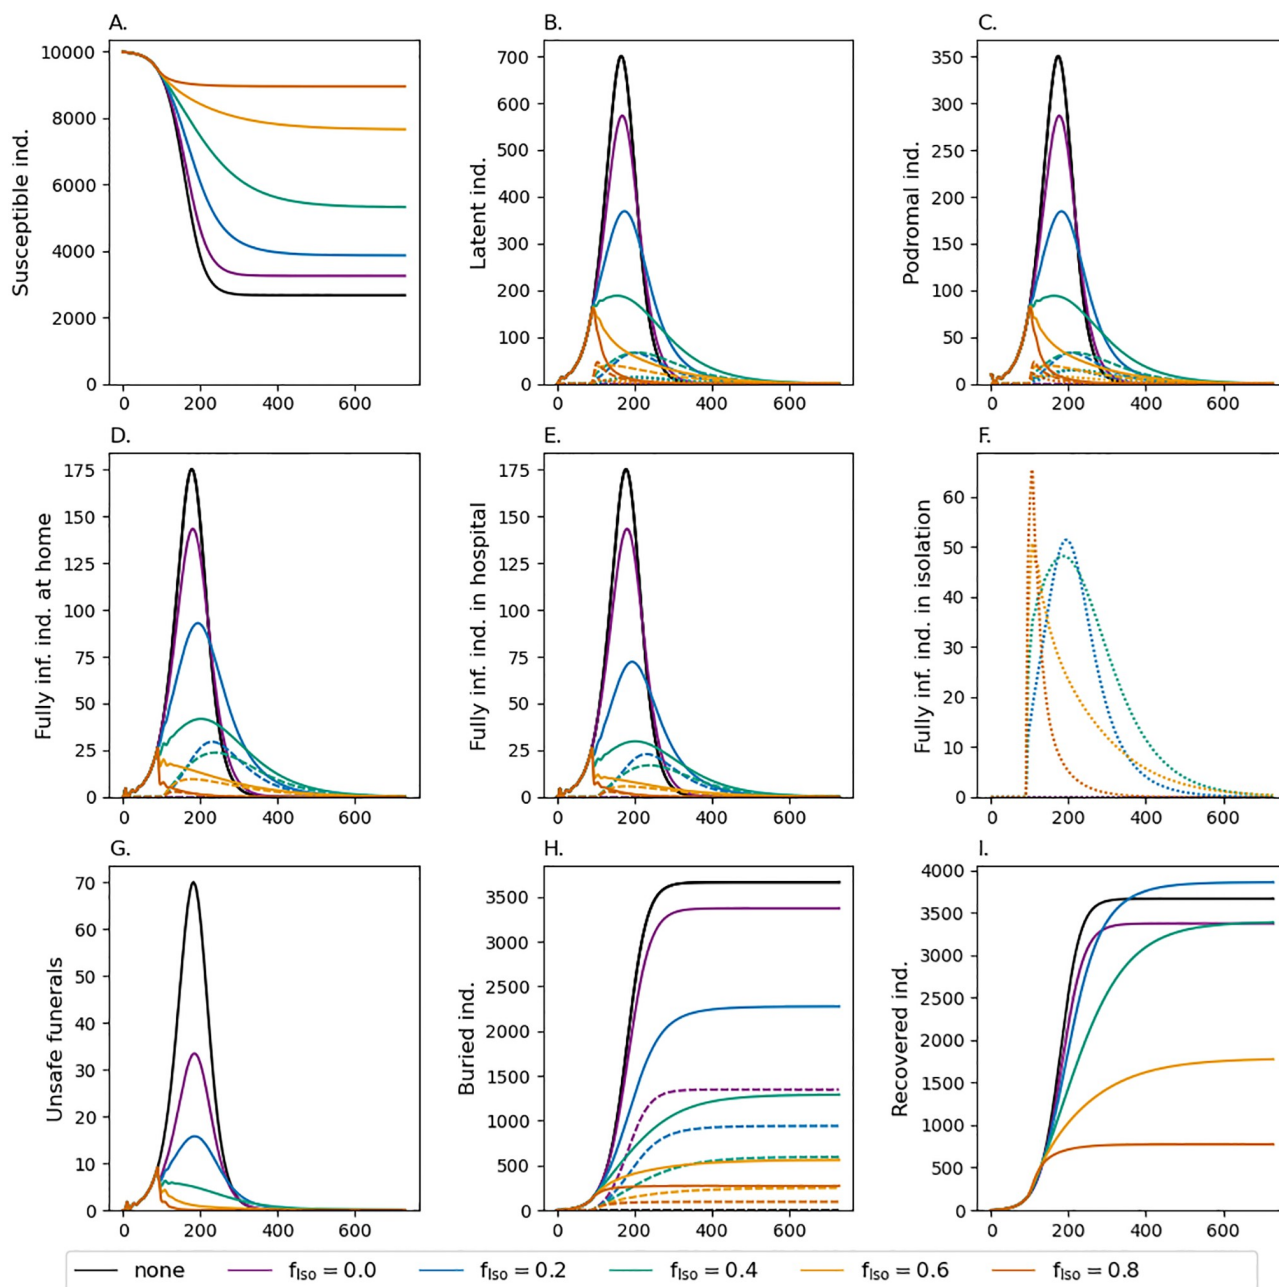 A.
B.
C.
Susceptible ind.
10000
8000
6000
4000
2000
0
0 200 400 600
Latent ind.
700
600
500
400
300
200
100
0
0 200 400 600
Podromal ind.
350
300
250
200
150
100
50
0
0 200 400 600
D.
E.
F.
Fully inf. ind. at home
175
150
125
100
75
50
25
0
0 200 400 600
Fully inf. ind. in hospital
175
150
125
100
75
50
25
0
0 200 400 600
Fully inf. ind. in isolation
60
50
40
30
20
10
0
0 200 400 600
G.
H.
I.
Unsafe funerals
70
60
50
40
30
20
10
0
0 200 400 600
Buried ind.
3500
3000
2500
2000
1500
1000
500
0
0 200 400 600
Recovered ind.
4000
3500
3000
2500
2000
1500
1000
500
0
0 200 400 600
none f_Iso = 0.0 f_Iso = 0.2 f_Iso = 0.4 f_Iso = 0.6 f_Iso = 0.8